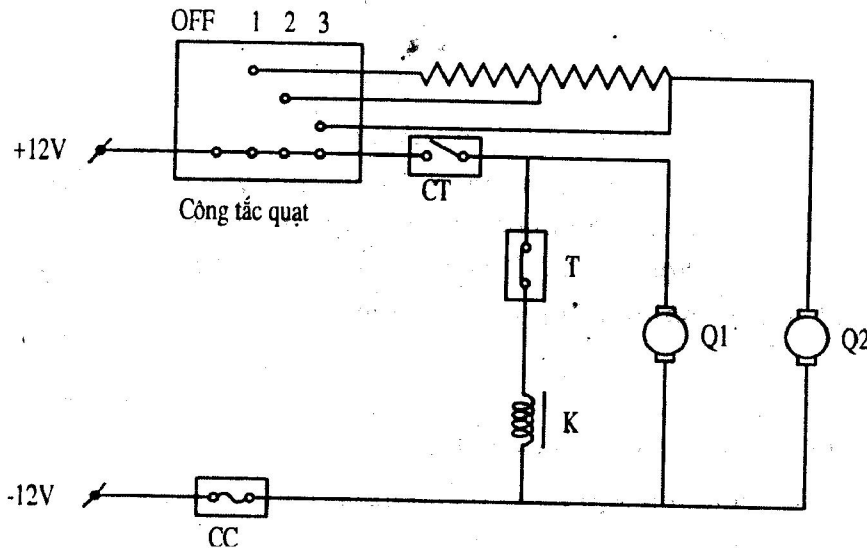 OFF 1 2 3
+12V
Công tắc quạt
CT
T
Q1
Q2
K
-12V
CC